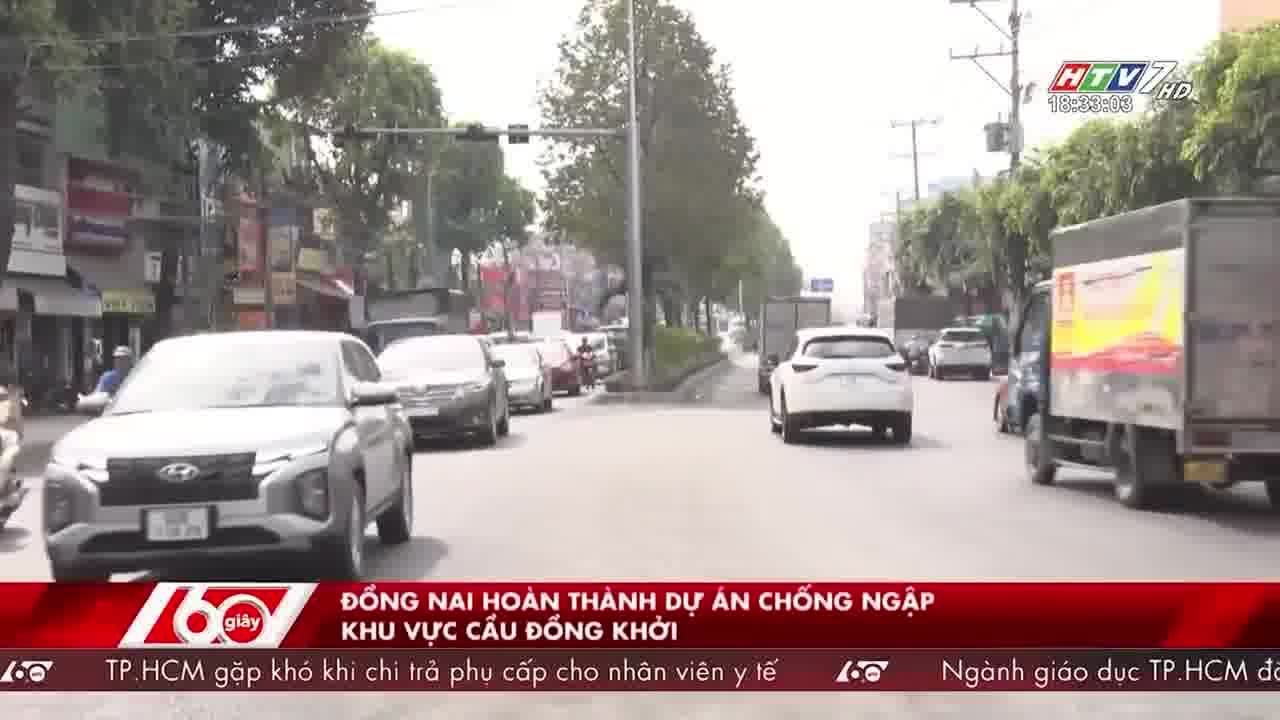 HTV7 HD
18:33:03
60 giây
ĐỒNG NAI HOÀN THÀNH DỰ ÁN CHỐNG NGẬP
KHU VỰC CẦU ĐỒNG KHỞI
TP.HCM gặp khó khi chi trả phụ cấp cho nhân viên y tế
Ngành giáo dục TP.HCM